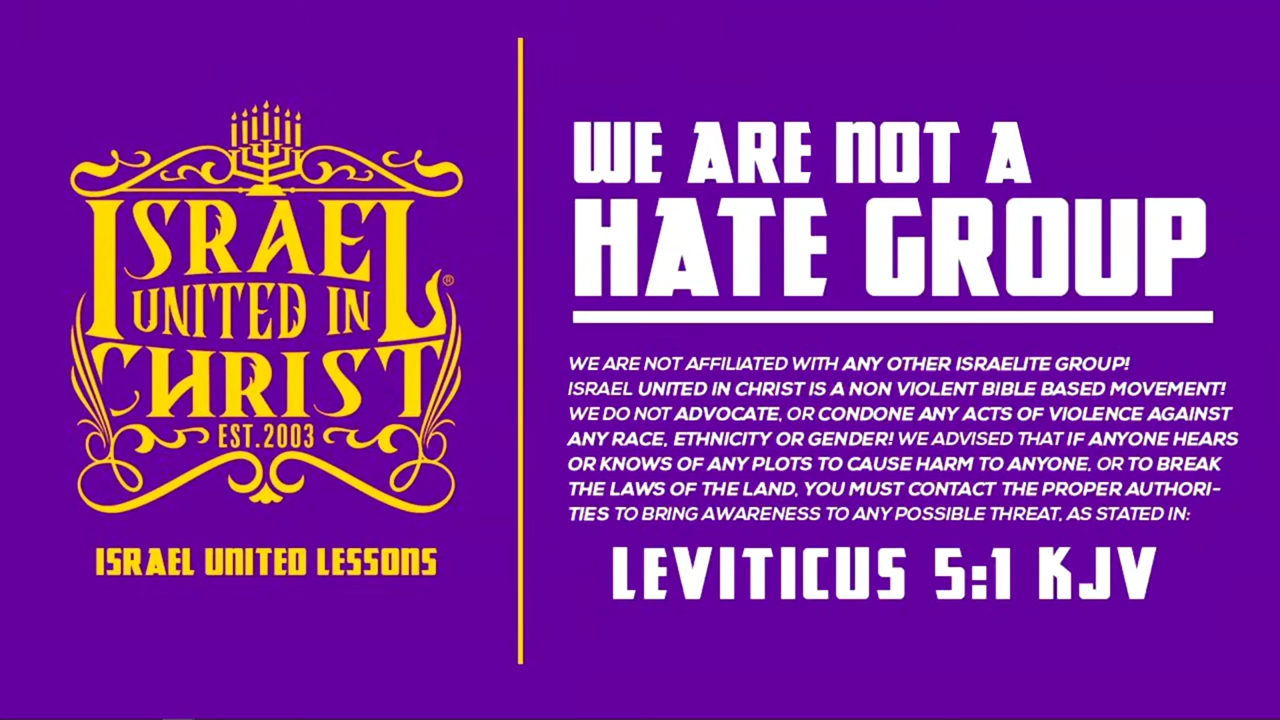 ISRAEL
UNITED IN
CHRIST
®
EST.2003
ISRAEL UNITED LESSONS
WE ARE NOT A
HATE GROUP
WE ARE NOT AFFILIATED WITH ANY OTHER ISRAELITE GROUP!
ISRAEL UNITED IN CHRIST IS A NON VIOLENT BIBLE BASED MOVEMENT!
WE DO NOT ADVOCATE, OR CONDONE ANY ACTS OF VIOLENCE AGAINST
ANY RACE, ETHNICITY OR GENDER! WE ADVISED THAT IF ANYONE HEARS
OR KNOWS OF ANY PLOTS TO CAUSE HARM TO ANYONE, OR TO BREAK
THE LAWS OF THE LAND, YOU MUST CONTACT THE PROPER AUTHORI-
TIES TO BRING AWARENESS TO ANY POSSIBLE THREAT, AS STATED IN:
LEVITICUS 5:1 KJV